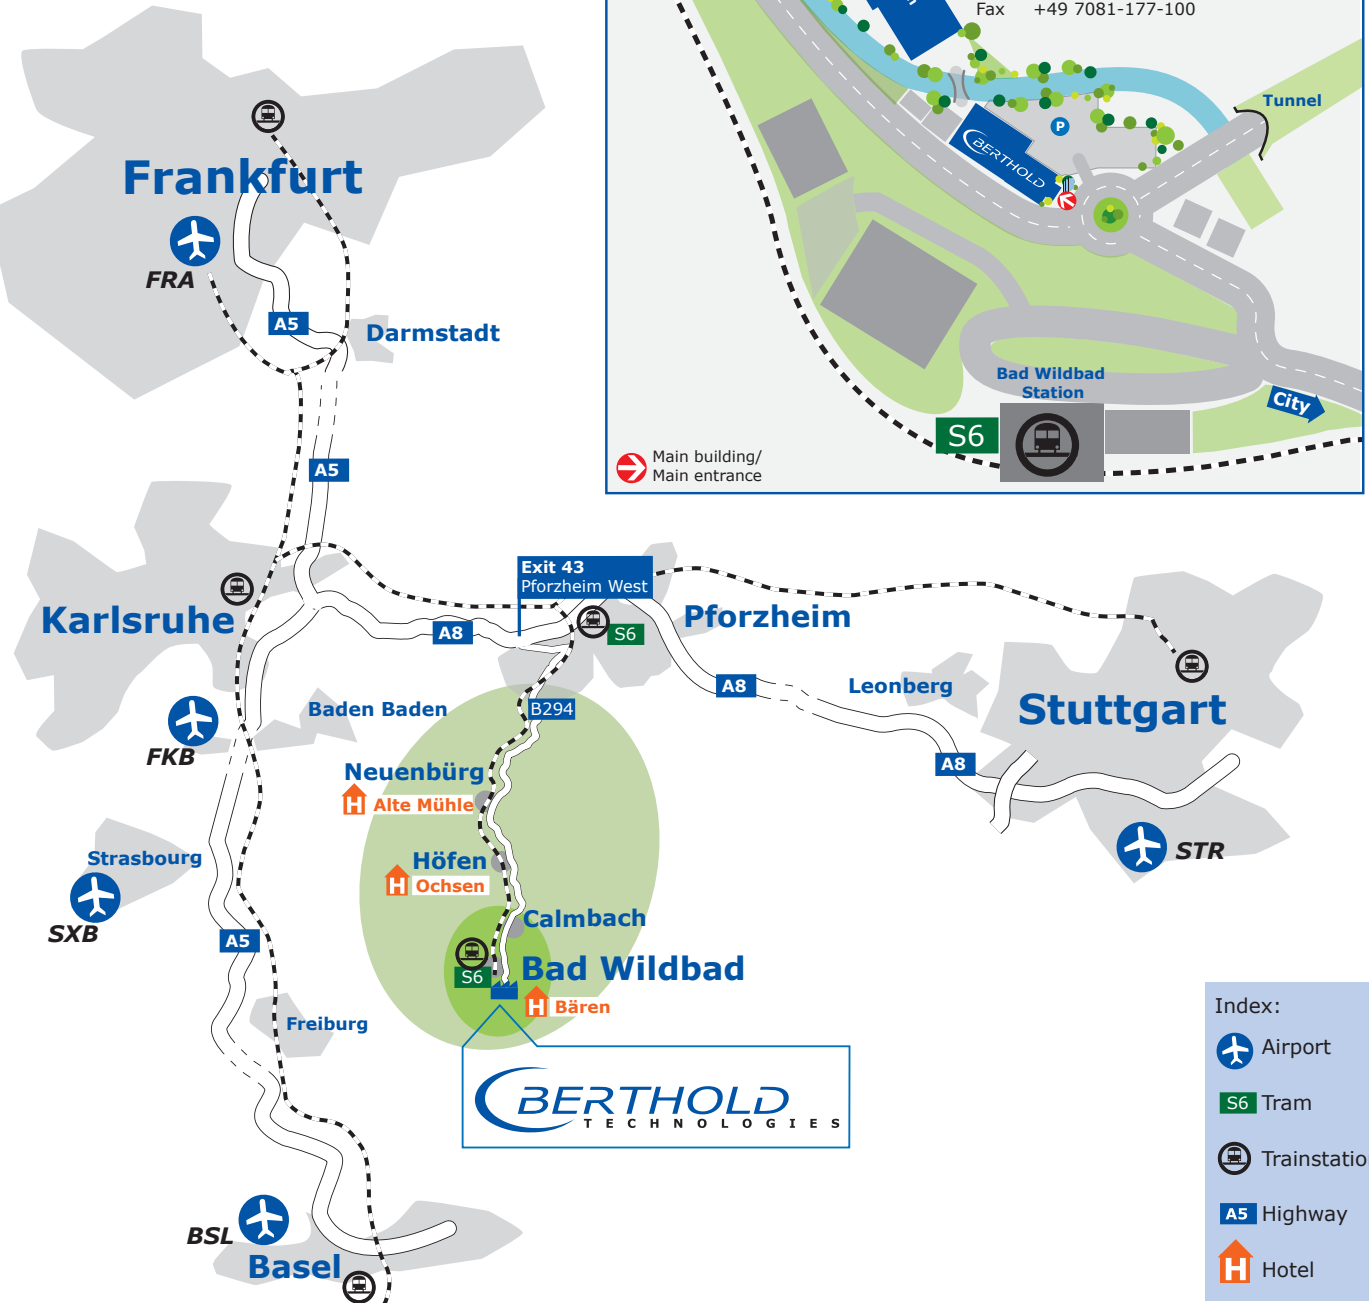 Fax +49 7081-177-100
Tunnel
P
BERTHOLD
Bad Wildbad
Station
City
S6
Main building/
Main entrance
Frankfurt
FRA
A5
Darmstadt
A5
Exit 43
Pforzheim West
Karlsruhe
A8
S6
Pforzheim
A8
Leonberg
Stuttgart
Baden Baden
B294
FKB
A8
Neuenbürg
H Alte Mühle
STR
Strasbourg
Höfen
H Ochsen
SXB
A5
Calmbach
Bad Wildbad
S6
H Bären
Freiburg
BERTHOLD
TECHNOLOGIES
BSL
Basel
Index:
Airport
S6 Tram
Trainstatio
A5 Highway
H Hotel